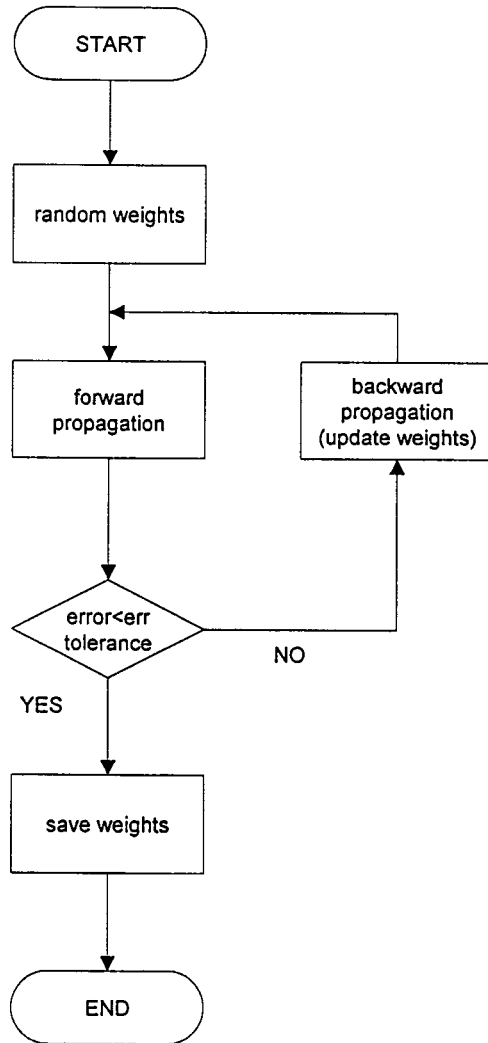 START
random weights
forward
propagation
backward
propagation
(update weights)
error<err
tolerance
NO
YES
save weights
END